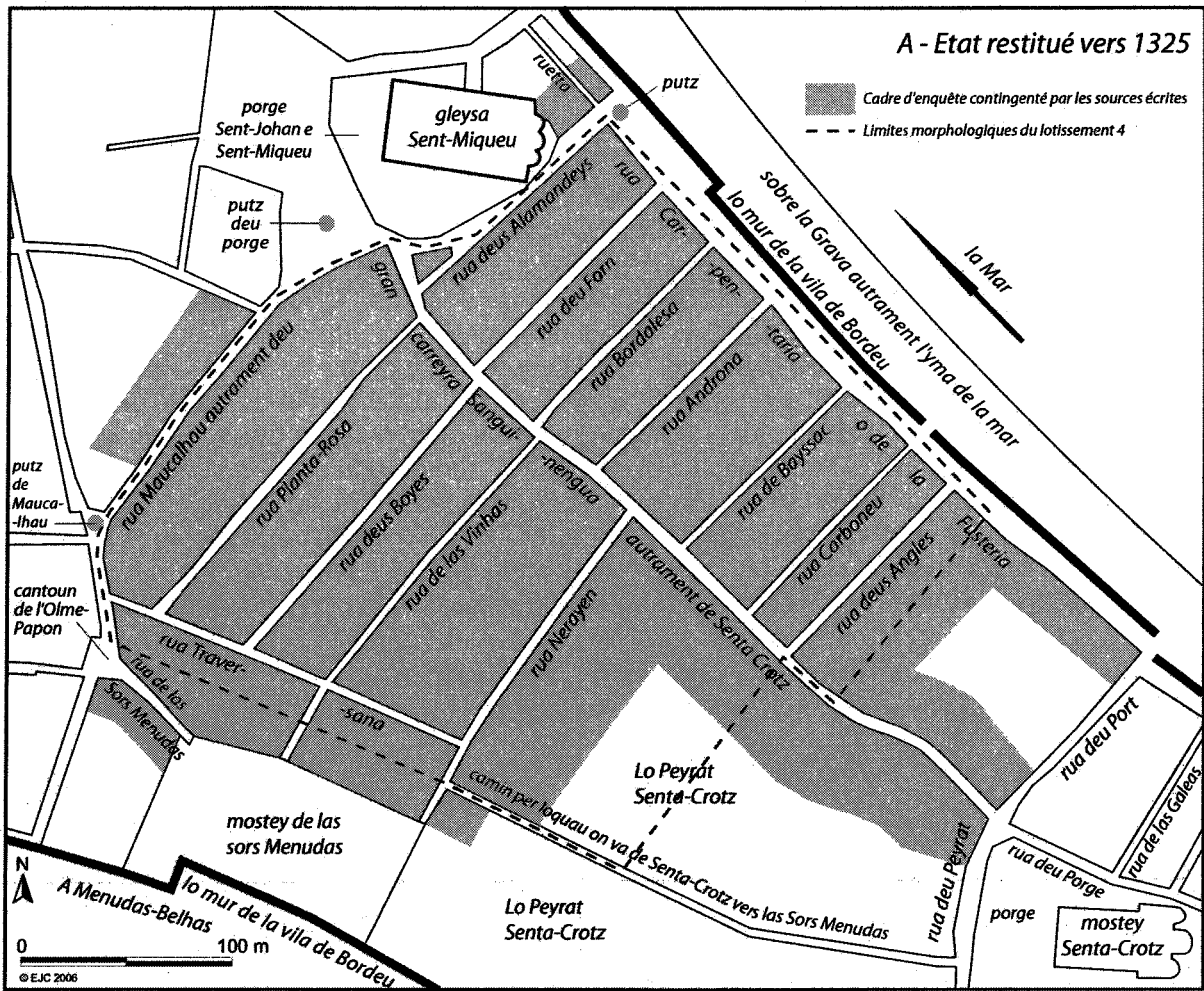 A - Etat restitué vers 1325
Cadre d'enquête contingenté par les sources écrites
Limites morphologiques du lotissement 4
ruetta
putz
porge
Sent-Johan e
Sent-Miqueu
gleysa
Sent-Miqueu
putz
deu
porge
sobre la Grava autrament l'yma de la mar
lo mur de la vila de Bordeu
la Mar
rua
Car-
-pen-
-taria
o de
la
Fusteria
rua deus Alamandeys
rua deu Forn
rua Bordalesa
rua Androna
rua de Bayssac
rua Carboneu
rua deus Angles
gran
carreyra
Sangui-
-nengua
autrament de Senta Crotz
rua Maucalhau autrament deu
rua Planta-Rosa
rua deus Boyes
rua de las Vinhas
rua Nerayen
putz
de
Mauca-
-lhau
cantoun
de l'Olme-
Papon
rua Traver-
-sana
rua de las
Sors Menudas
mostey de las
sors Menudas
Lo Peyrat
Senta-Crotz
camin per loquau on va de Senta-Crotz vers las Sors Menudas
Lo Peyrat
Senta-Crotz
rua deu Peyrat
rua deu Port
rua de las Galeas
rua deu Porge
porge
mostey
Senta-Crotz
A Menudas-Belhas
lo mur de la vila de Bordeu
N
0 100 m
© EJC 2006